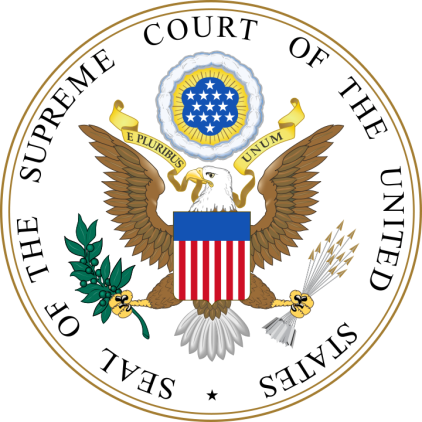 SEAL OF THE SUPREME COURT OF THE UNITED STATES
E PLURIBUS UNUM